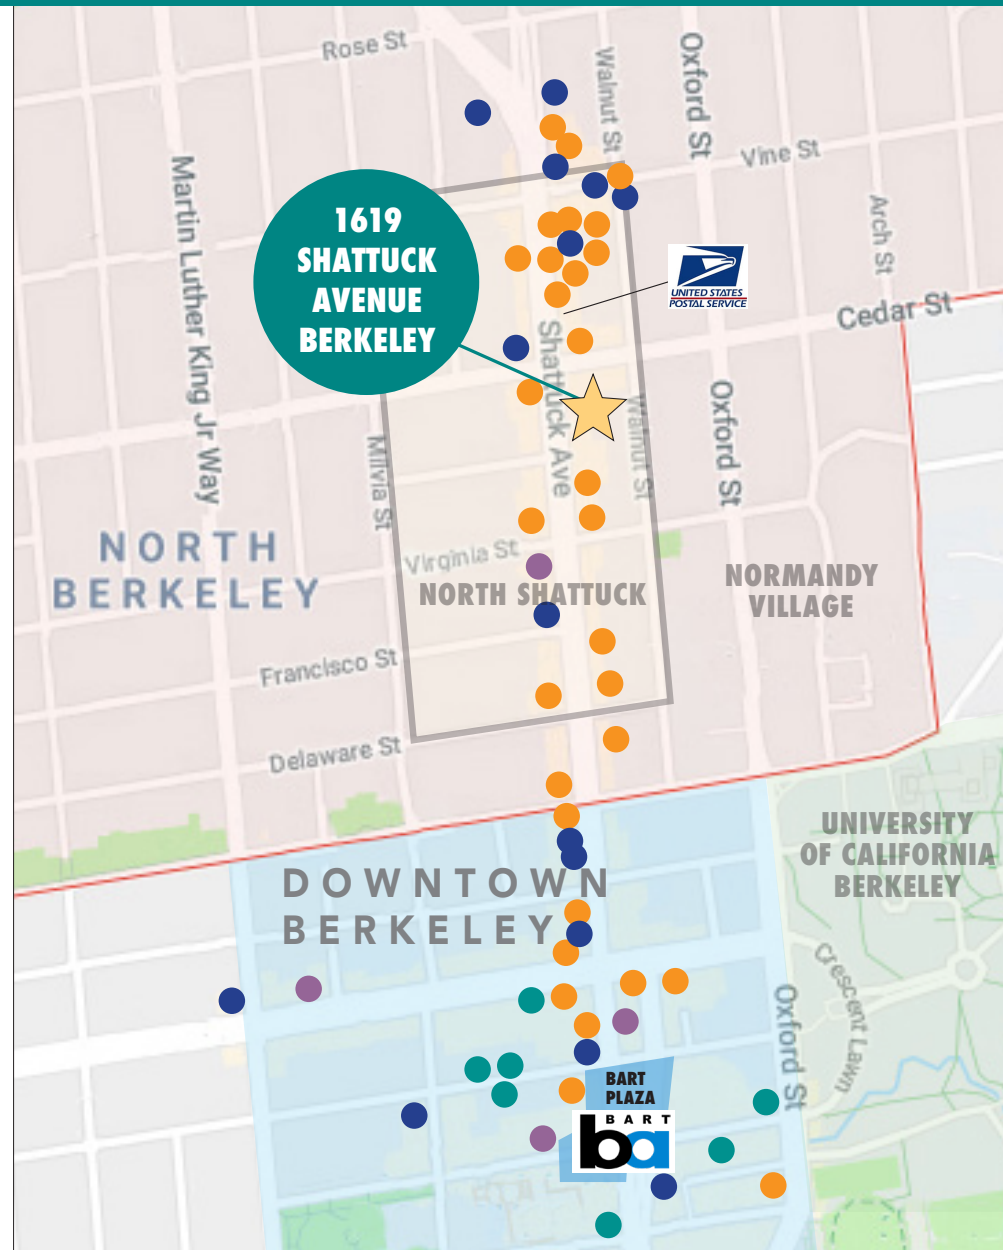 Rose St
Walnut St
Oxford St
Vine St
Martin Luther King Jr Way
Arch St
1619
SHATTUCK
AVENUE
BERKELEY
UNITED STATES
POSTAL SERVICE
Cedar St
Shattuck Ave
Walnut St
Oxford St
Milvia St
NORTH
BERKELEY
Virginia St
NORTH SHATTUCK
NORMANDY
VILLAGE
Francisco St
Delaware St
UNIVERSITY
OF CALIFORNIA
BERKELEY
DOWNTOWN
BERKELEY
Crescent Lawn
Oxford St
BART
PLAZA
BART
ba